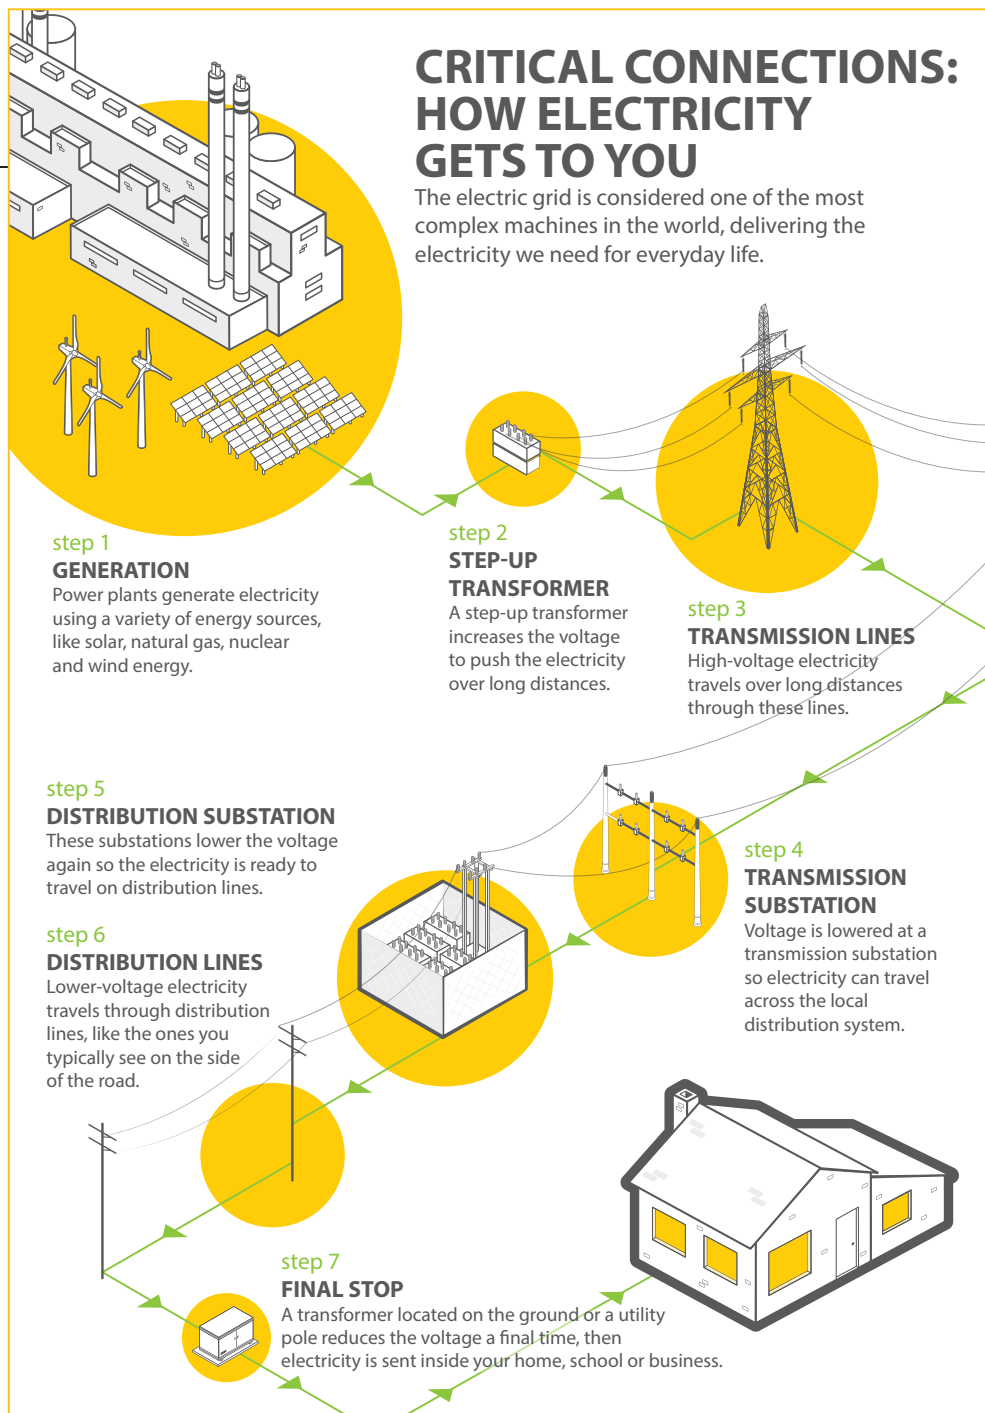 CRITICAL CONNECTIONS:
HOW ELECTRICITY
GETS TO YOU
The electric grid is considered one of the most
complex machines in the world, delivering the
electricity we need for everyday life.
step 1
GENERATION
Power plants generate electricity
using a variety of energy sources,
like solar, natural gas, nuclear
and wind energy.
step 2
STEP-UP
TRANSFORMER
A step-up transformer
increases the voltage
to push the electricity
over long distances.
step 3
TRANSMISSION LINES
High-voltage electricity
travels over long distances
through these lines.
step 4
TRANSMISSION
SUBSTATION
Voltage is lowered at a
transmission substation
so electricity can travel
across the local
distribution system.
step 5
DISTRIBUTION SUBSTATION
These substations lower the voltage
again so the electricity is ready to
travel on distribution lines.
step 6
DISTRIBUTION LINES
Lower-voltage electricity
travels through distribution
lines, like the ones you
typically see on the side
of the road.
step 7
FINAL STOP
A transformer located on the ground or a utility
pole reduces the voltage a final time, then
electricity is sent inside your home, school or business.